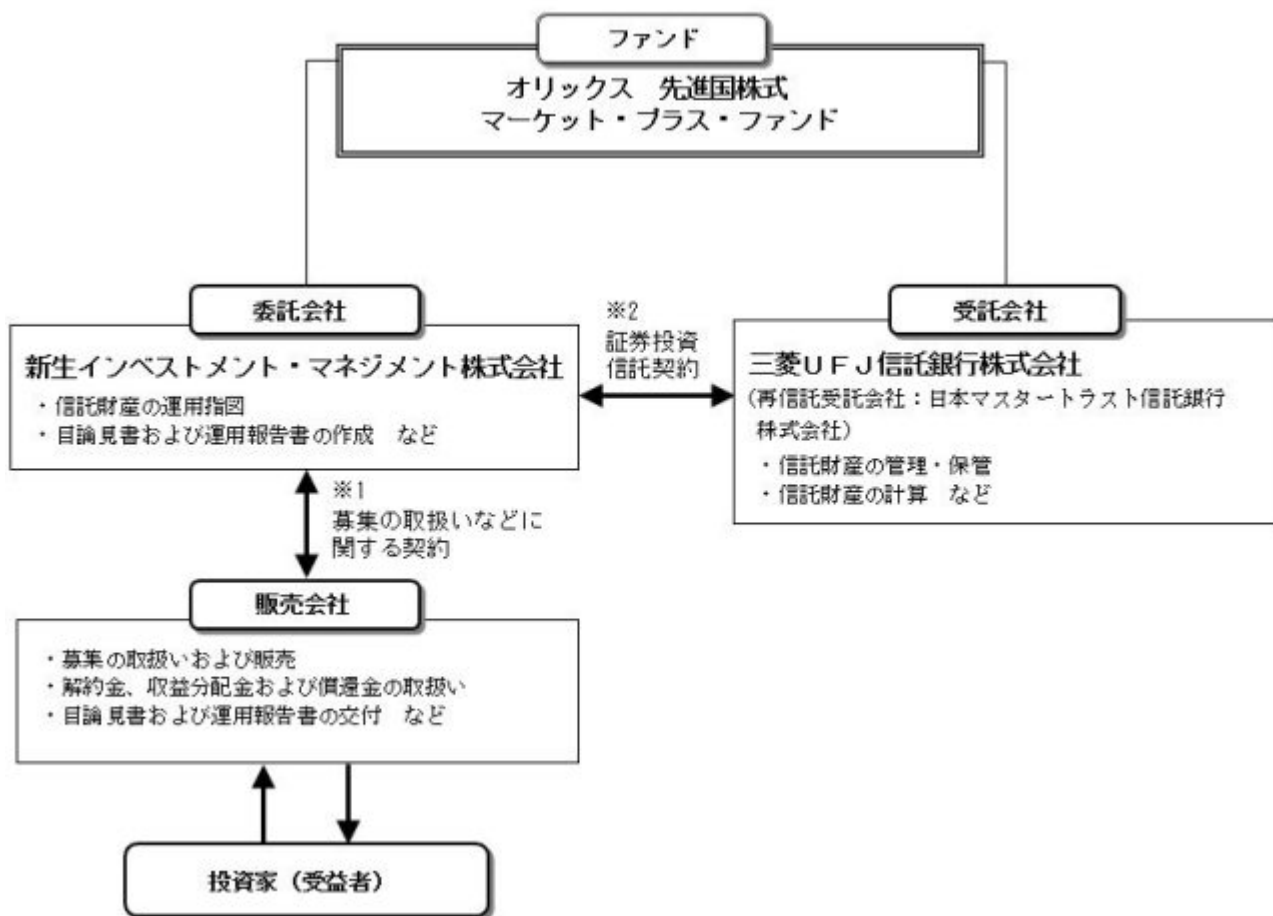 ファンド
オリックス　先進国株式
マーケット・プラス・ファンド
委託会社
新生インベストメント・マネジメント株式会社
・信託財産の運用指図
・目論見書および運用報告書の作成　など
※2
証券投資
信託契約
受託会社
三菱ＵＦＪ信託銀行株式会社
(再信託受託会社：日本マスタートラスト信託銀行
株式会社)
・信託財産の管理・保管
・信託財産の計算　など
※1
募集の取扱いなどに
関する契約
販売会社
・募集の取扱いおよび販売
・解約金、収益分配金および償還金の取扱い
・目論見書および運用報告書の交付　など
投資家（受益者）